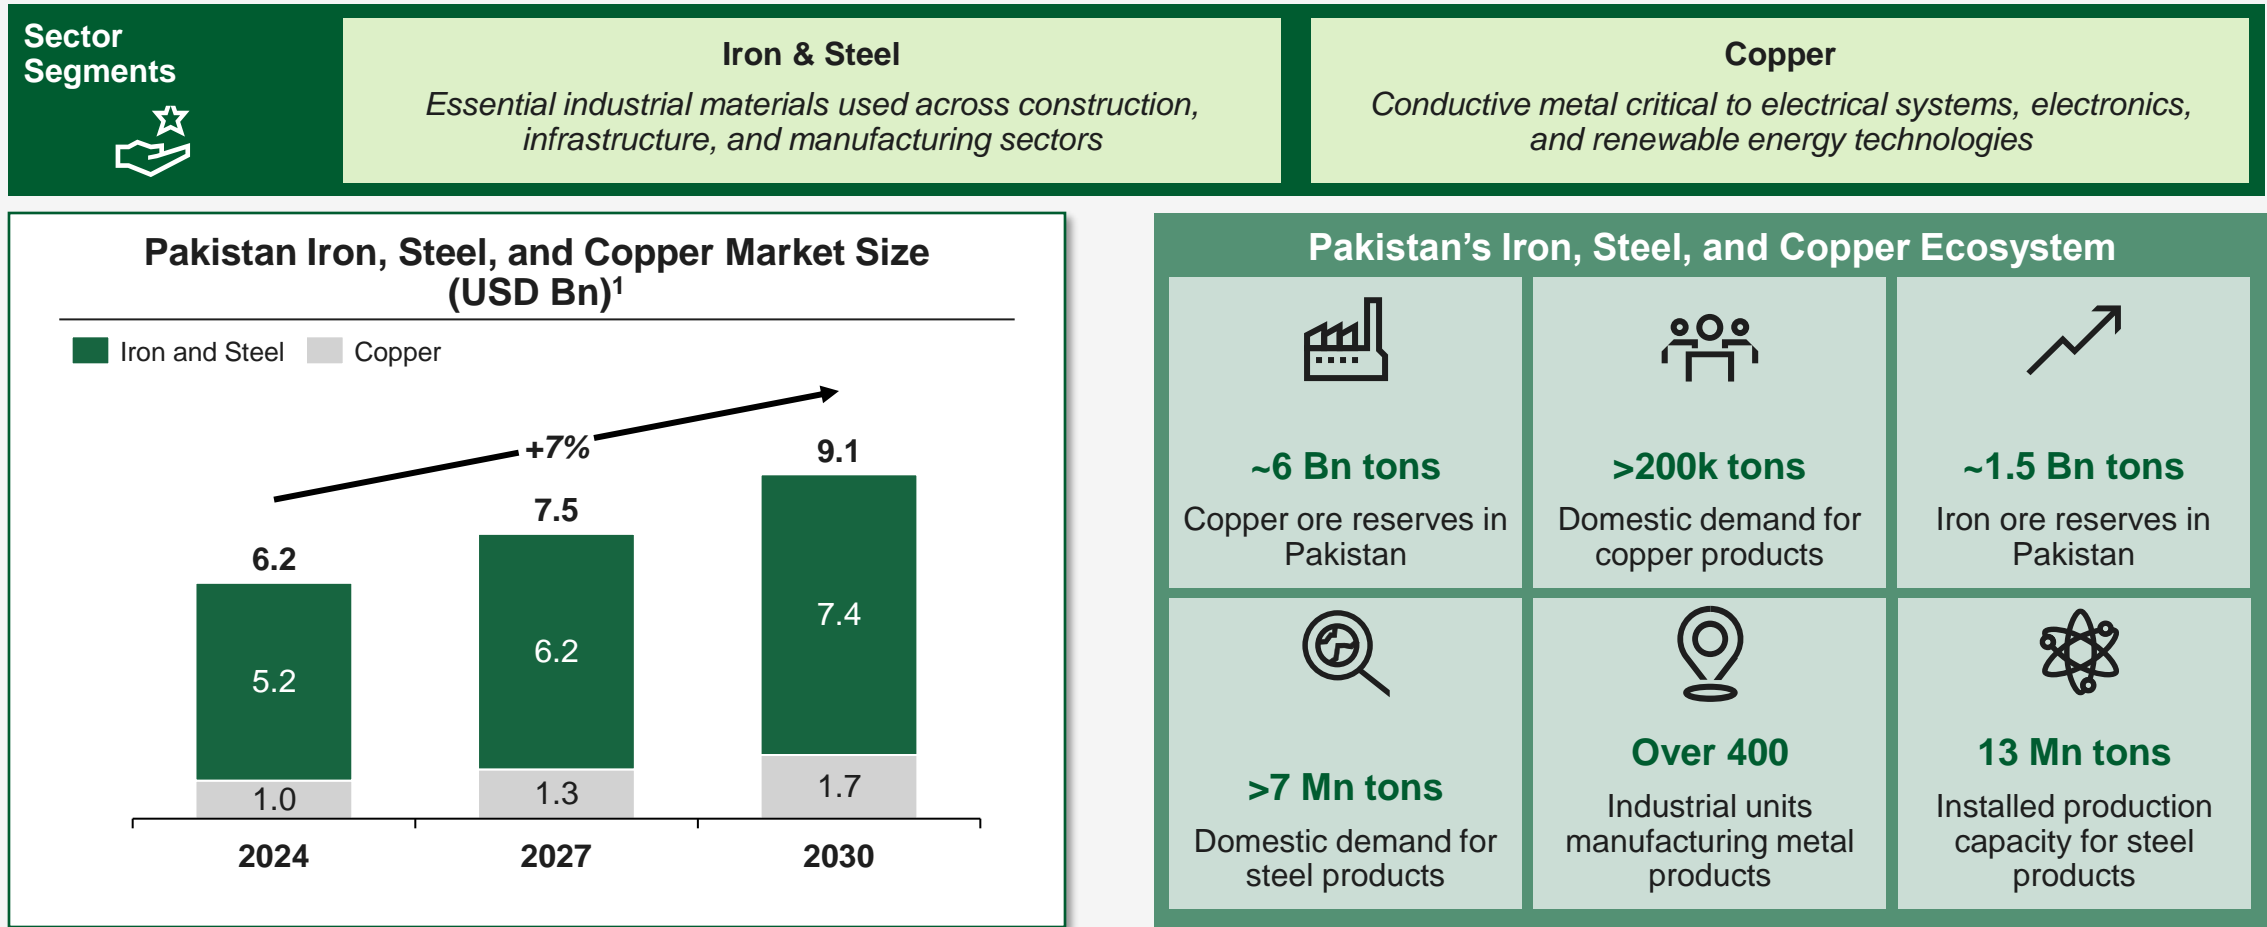 Sector
Segments
Iron & Steel
Essential industrial materials used across construction,
infrastructure, and manufacturing sectors
Copper
Conductive metal critical to electrical systems, electronics,
and renewable energy technologies
Pakistan Iron, Steel, and Copper Market Size
(USD Bn)¹
Iron and Steel
Copper
+7%
6.2
7.5
9.1
5.2
6.2
7.4
1.0
1.3
1.7
2024
2027
2030
Pakistan’s Iron, Steel, and Copper Ecosystem
~6 Bn tons
Copper ore reserves in
Pakistan
>200k tons
Domestic demand for
copper products
~1.5 Bn tons
Iron ore reserves in
Pakistan
>7 Mn tons
Domestic demand for
steel products
Over 400
Industrial units
manufacturing metal
products
13 Mn tons
Installed production
capacity for steel
products